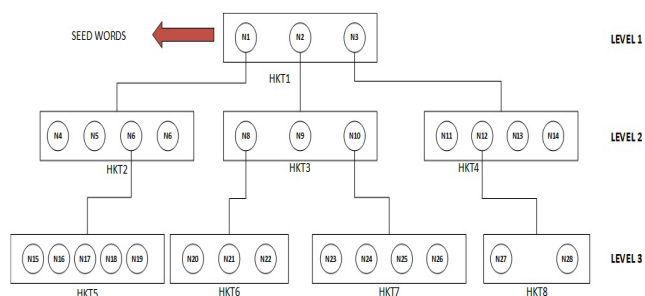 N1 N2 N3
SEED WORDS
LEVEL 1
HKT1
N4 N5 N6 N6
N8 N9 N10
N11 N12 N13 N14
LEVEL 2
HKT2
HKT3
HKT4
N15 N16 N17 N18 N19
N20 N21 N22
N23 N24 N25 N26
N27 N28
LEVEL 3
HKT5
HKT6
HKT7
HKT8